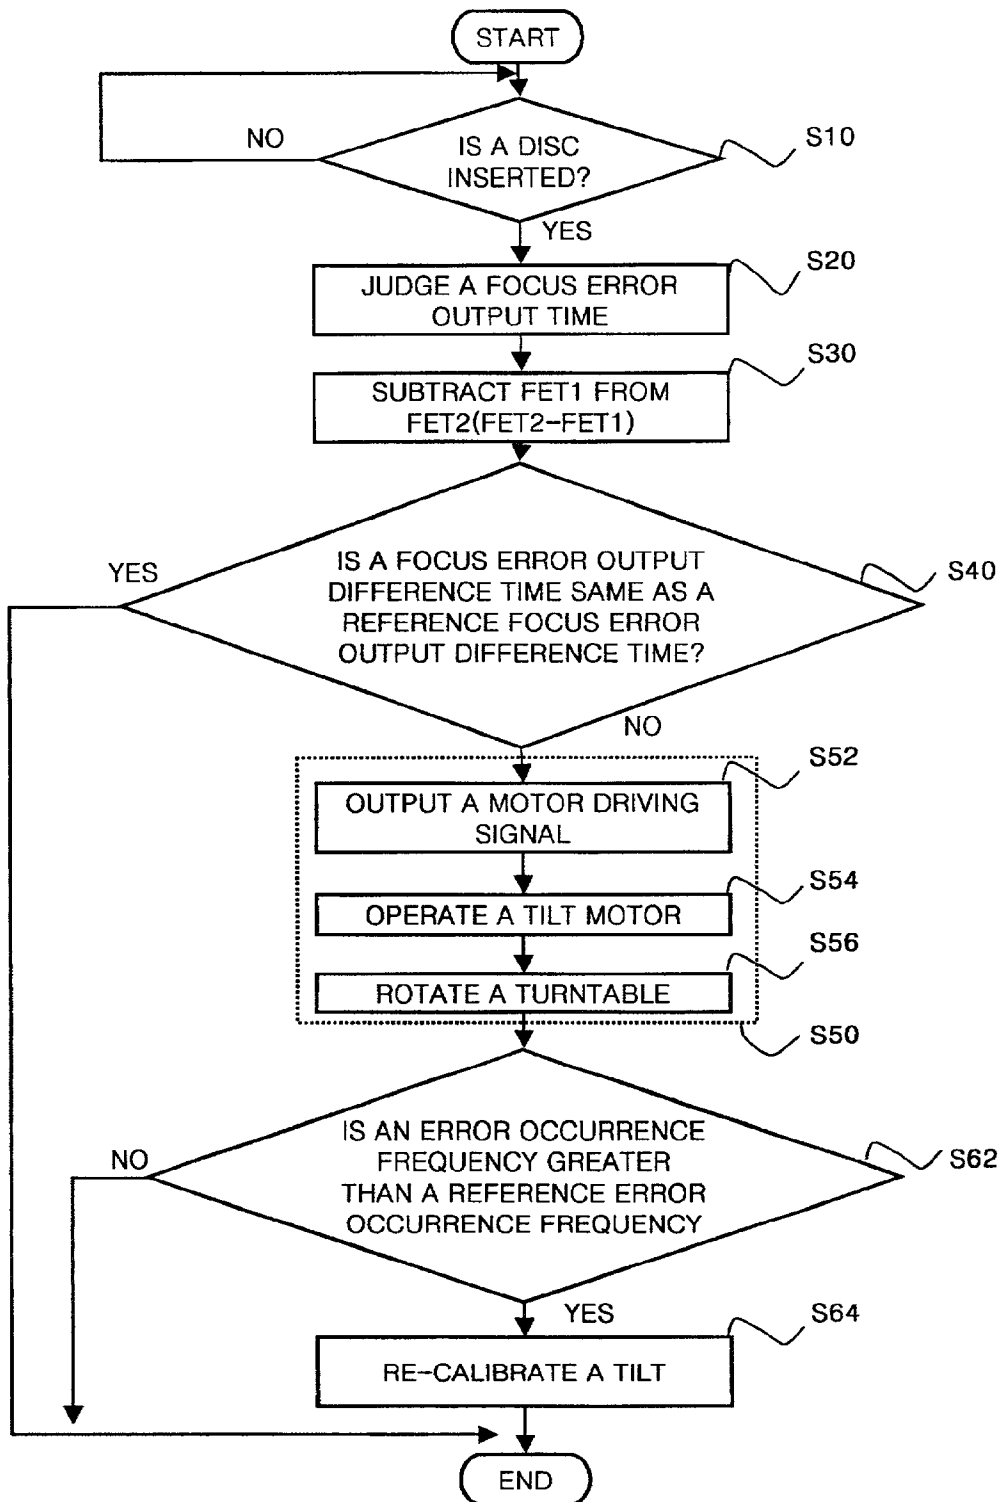 START
NO
IS A DISC
INSERTED?
S10
YES
S20
JUDGE A FOCUS ERROR
OUTPUT TIME
S30
SUBTRACT FET1 FROM
FET2(FET2-FET1)
YES
IS A FOCUS ERROR OUTPUT
DIFFERENCE TIME SAME AS A
REFERENCE FOCUS ERROR
OUTPUT DIFFERENCE TIME?
S40
NO
S52
OUTPUT A MOTOR DRIVING
SIGNAL
S54
OPERATE A TILT MOTOR
S56
ROTATE A TURNTABLE
S50
NO
IS AN ERROR OCCURRENCE
FREQUENCY GREATER
THAN A REFERENCE ERROR
OCCURRENCE FREQUENCY
S62
YES
S64
RE-CALIBRATE A TILT
END